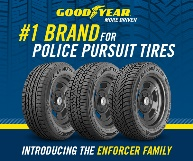 GOODYEAR
MORE DRIVEN
#1 BRAND FOR
POLICE PURSUIT TIRES
INTRODUCING THE ENFORCER FAMILY